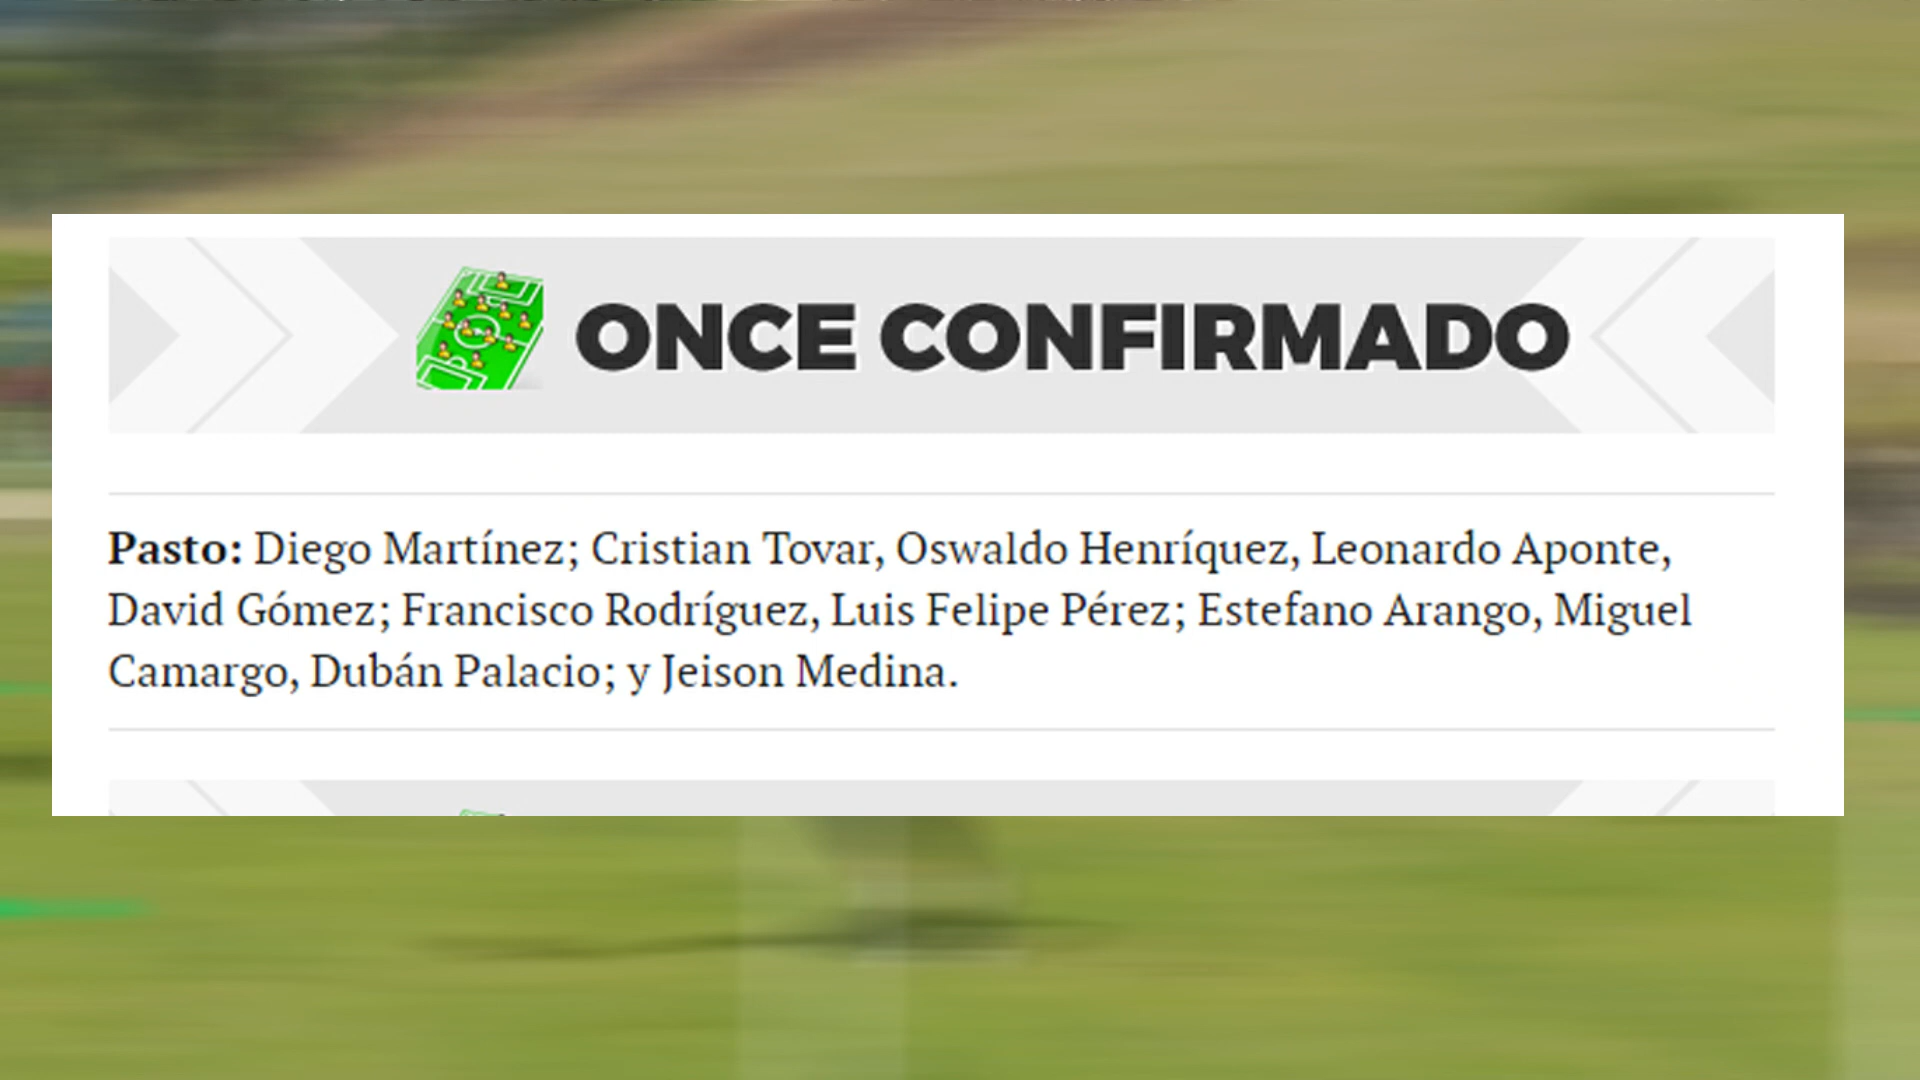 ONCE CONFIRMADO
Pasto: Diego Martínez; Cristian Tovar, Oswaldo Henríquez, Leonardo Aponte,
David Gómez; Francisco Rodríguez, Luis Felipe Pérez; Estefano Arango, Miguel
Camargo, Dubán Palacio; y Jeison Medina.